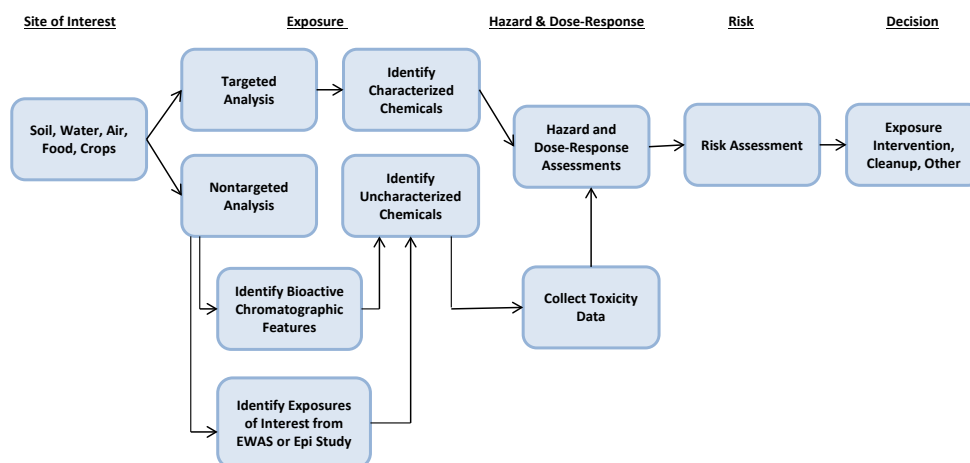 Site of Interest
Exposure
Hazard & Dose-Response
Risk
Decision
Soil, Water, Air,
Food, Crops
Targeted
Analysis
Identify
Characterized
Chemicals
Nontargeted
Analysis
Identify
Uncharacterized
Chemicals
Hazard and
Dose-Response
Assessments
Risk Assessment
Exposure
Intervention,
Cleanup, Other
Identify Bioactive
Chromatographic
Features
Collect Toxicity
Data
Identify Exposures
of Interest from
EWAS or Epi Study